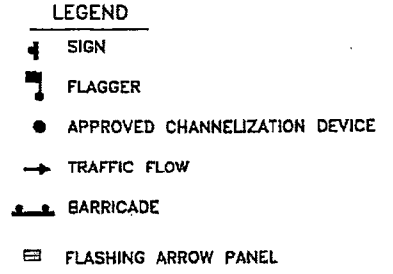 LEGEND
SIGN
FLAGGER
APPROVED CHANNELIZATION DEVICE
TRAFFIC FLOW
BARRICADE
FLASHING ARROW PANEL